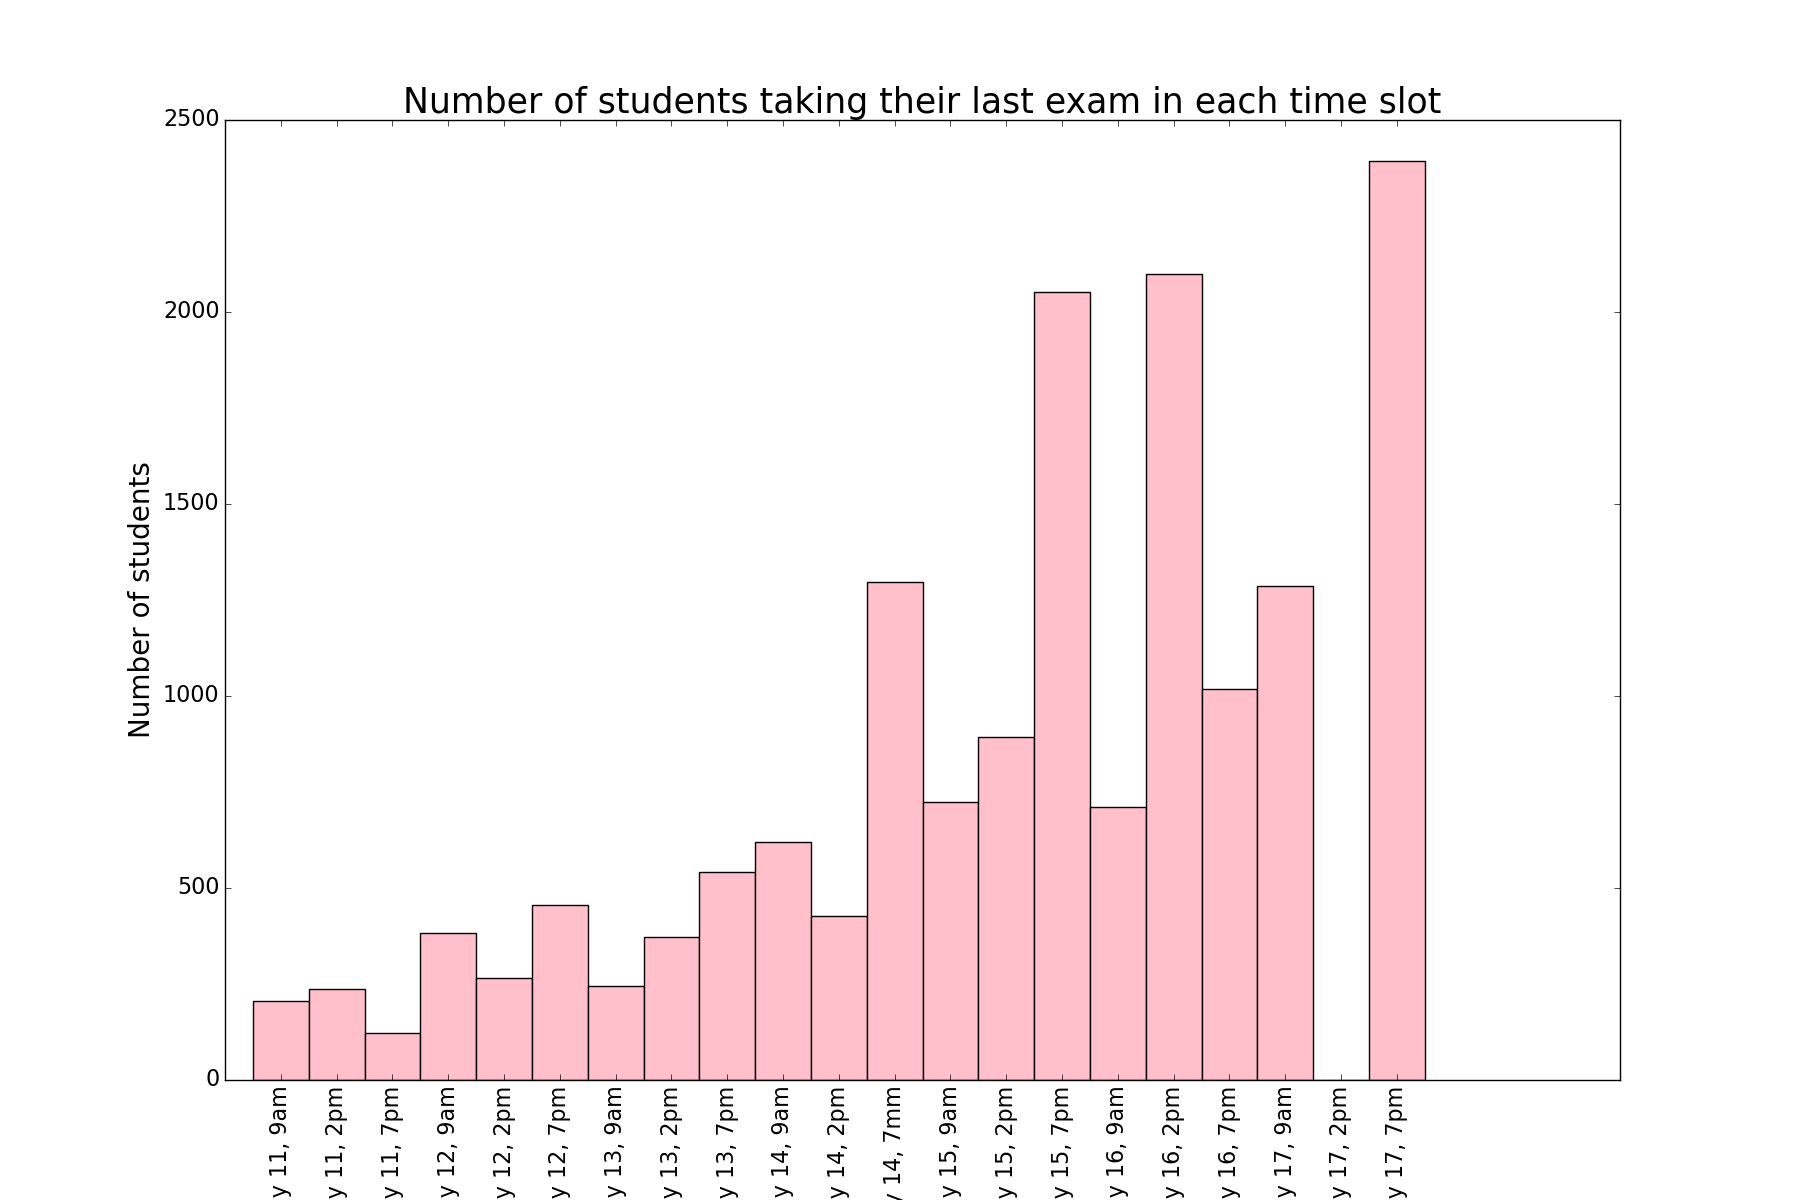 Number of students taking their last exam in each time slot
Number of students
2500
2000
1500
1000
500
0
y 11, 9am
y 11, 2pm
y 11, 7pm
y 12, 9am
y 12, 2pm
y 12, 7pm
y 13, 9am
y 13, 2pm
y 13, 7pm
y 14, 9am
y 14, 2pm
y 14, 7mm
y 15, 9am
y 15, 2pm
y 15, 7pm
y 16, 9am
y 16, 2pm
y 16, 7pm
y 17, 9am
y 17, 2pm
y 17, 7pm